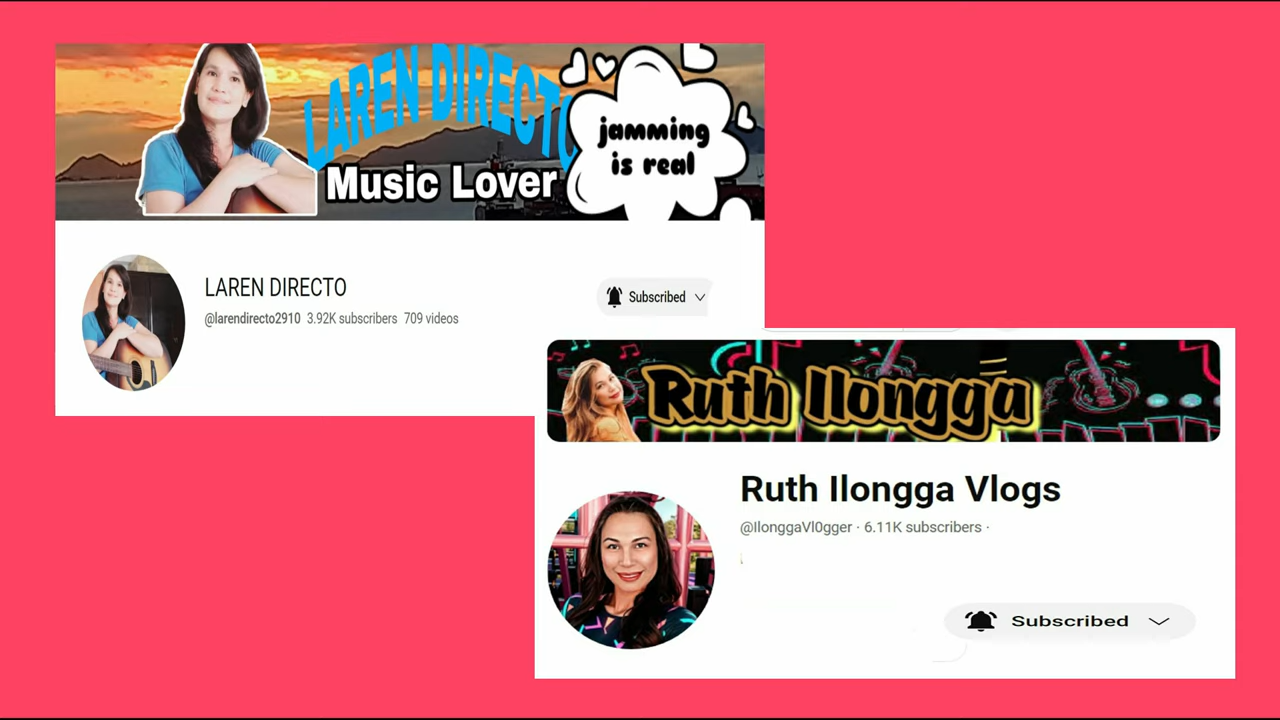 LAREN DIRECTO
Music Lover
jamming
is real
LAREN DIRECTO
@larendirecto2910 3.92K subscribers 709 videos
Subscribed
Ruth Ilongga
Ruth Ilongga Vlogs
@IlonggaVl0gger · 6.11K subscribers ·
Subscribed